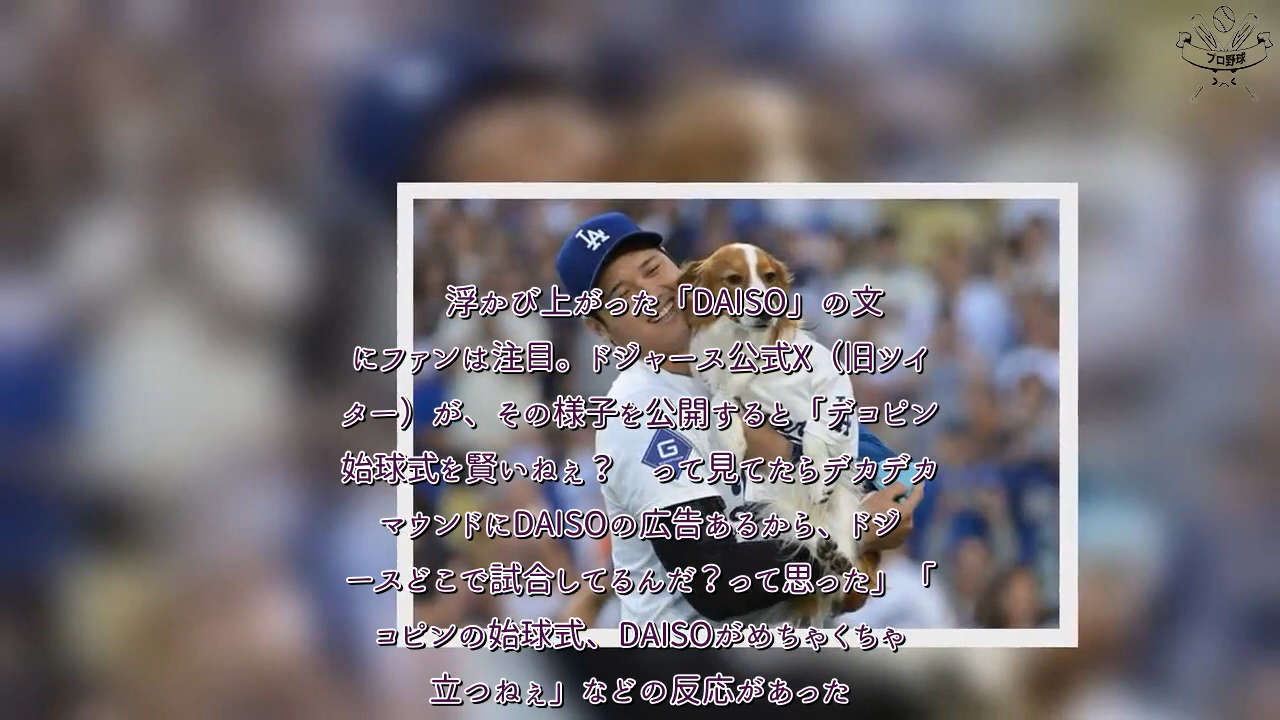 プロ野球
LA
浮かび上がった「DAISO」の文
にファンは注目。ドジャース公式X（旧ツイ
ター）が、その様子を公開すると「デコピン
始球式を賢いねぇ？　って見てたらデカデカ
マウンドにDAISOの広告あるから、ドジ
ースどこで試合してるんだ？って思った」「
コピンの始球式、DAISOがめちゃくちゃ
立つねぇ」などの反応があった
G